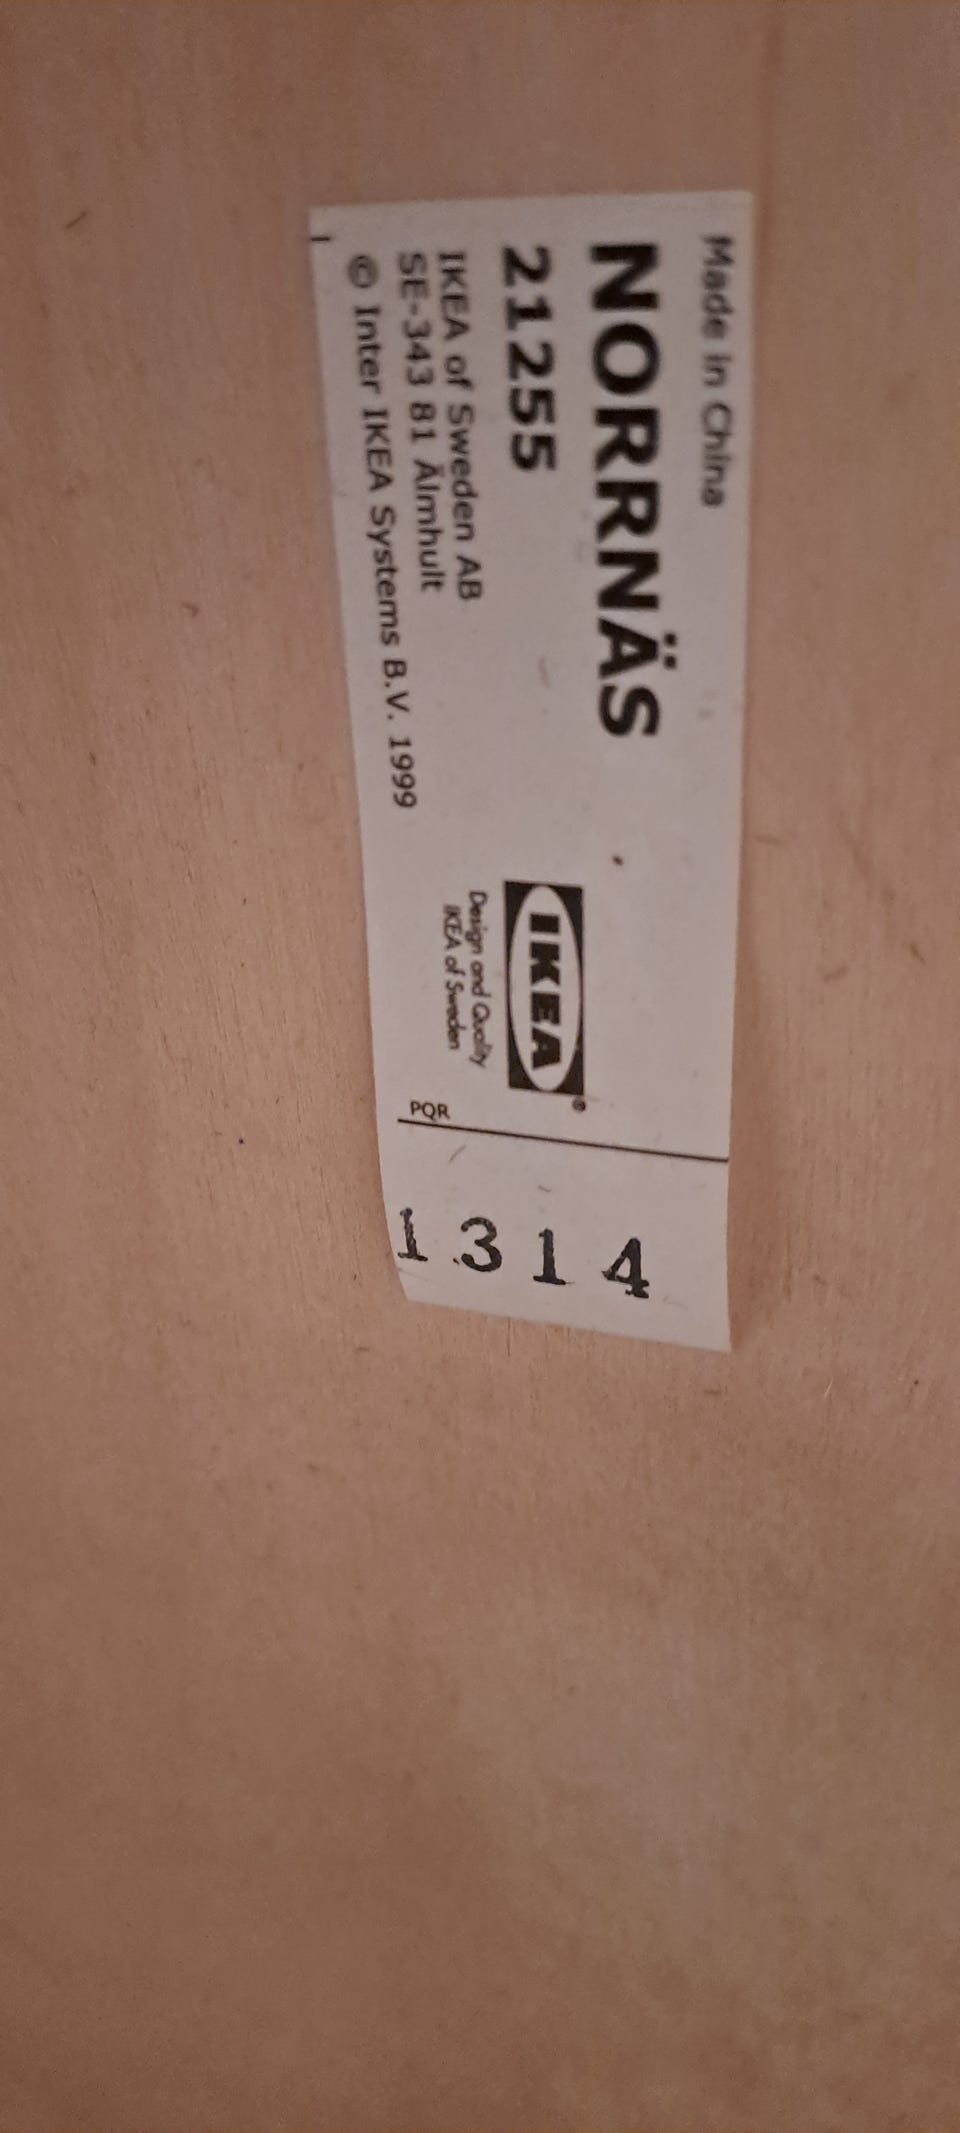 Made in China
NORRNÄS
21255
IKEA of Sweden AB
SE-343 81 Älmhult
© Inter IKEA Systems B.V. 1999
IKEA®
Design and Quality
IKEA of Sweden
PQR
1314